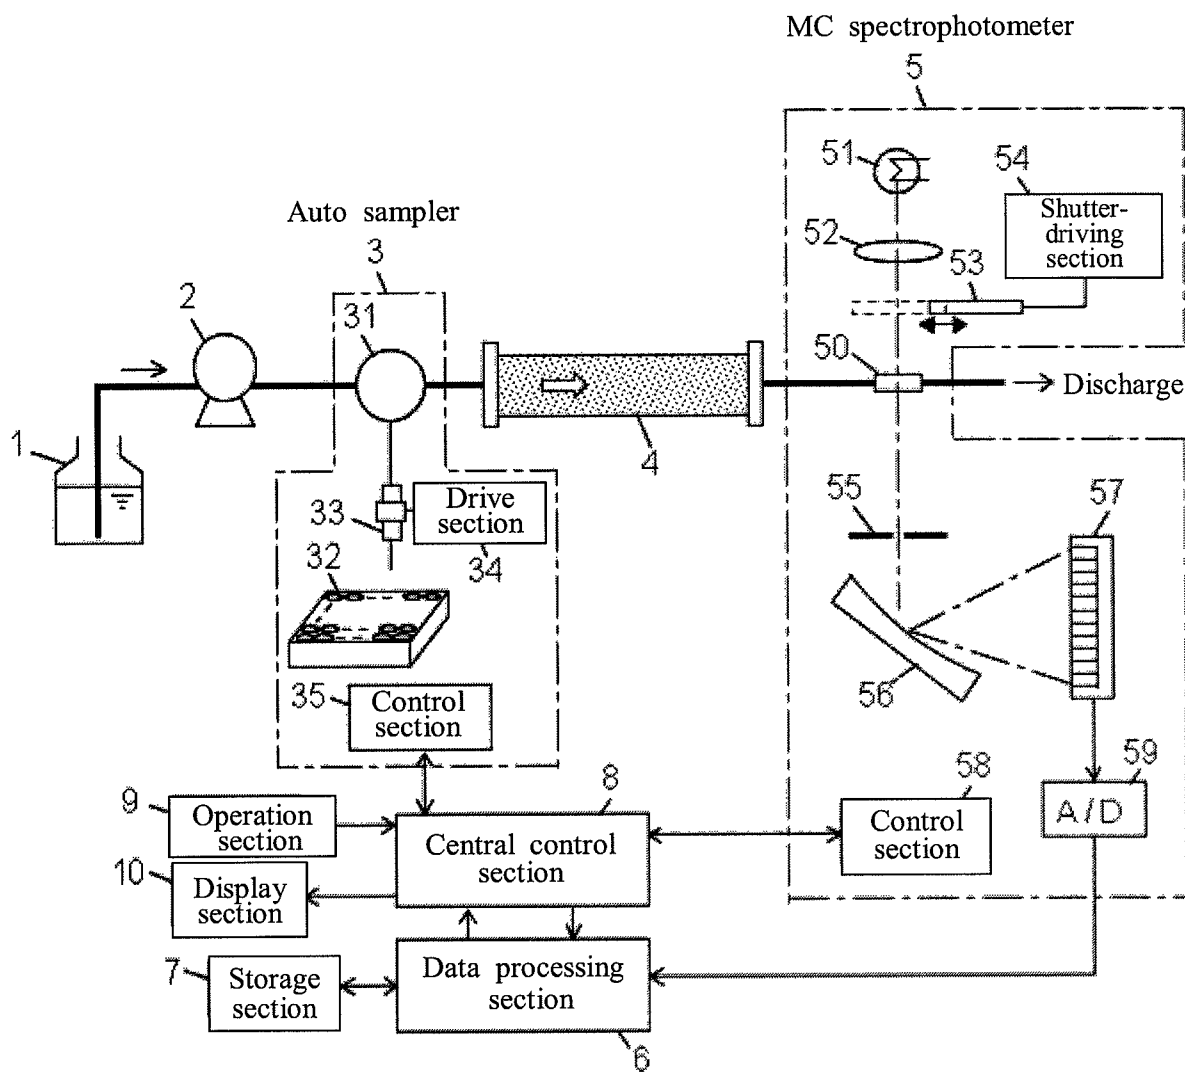 MC spectrophotometer
5
51
54
Shutter-
driving
section
52
53
Auto sampler
3
2
31
50
Discharge
1
4
55
57
33
Drive
section
34
32
56
35
Control
section
59
A/D
58
Control
section
8
9
Operation
section
Central control
section
10
Display
section
7
Storage
section
Data processing
section
6